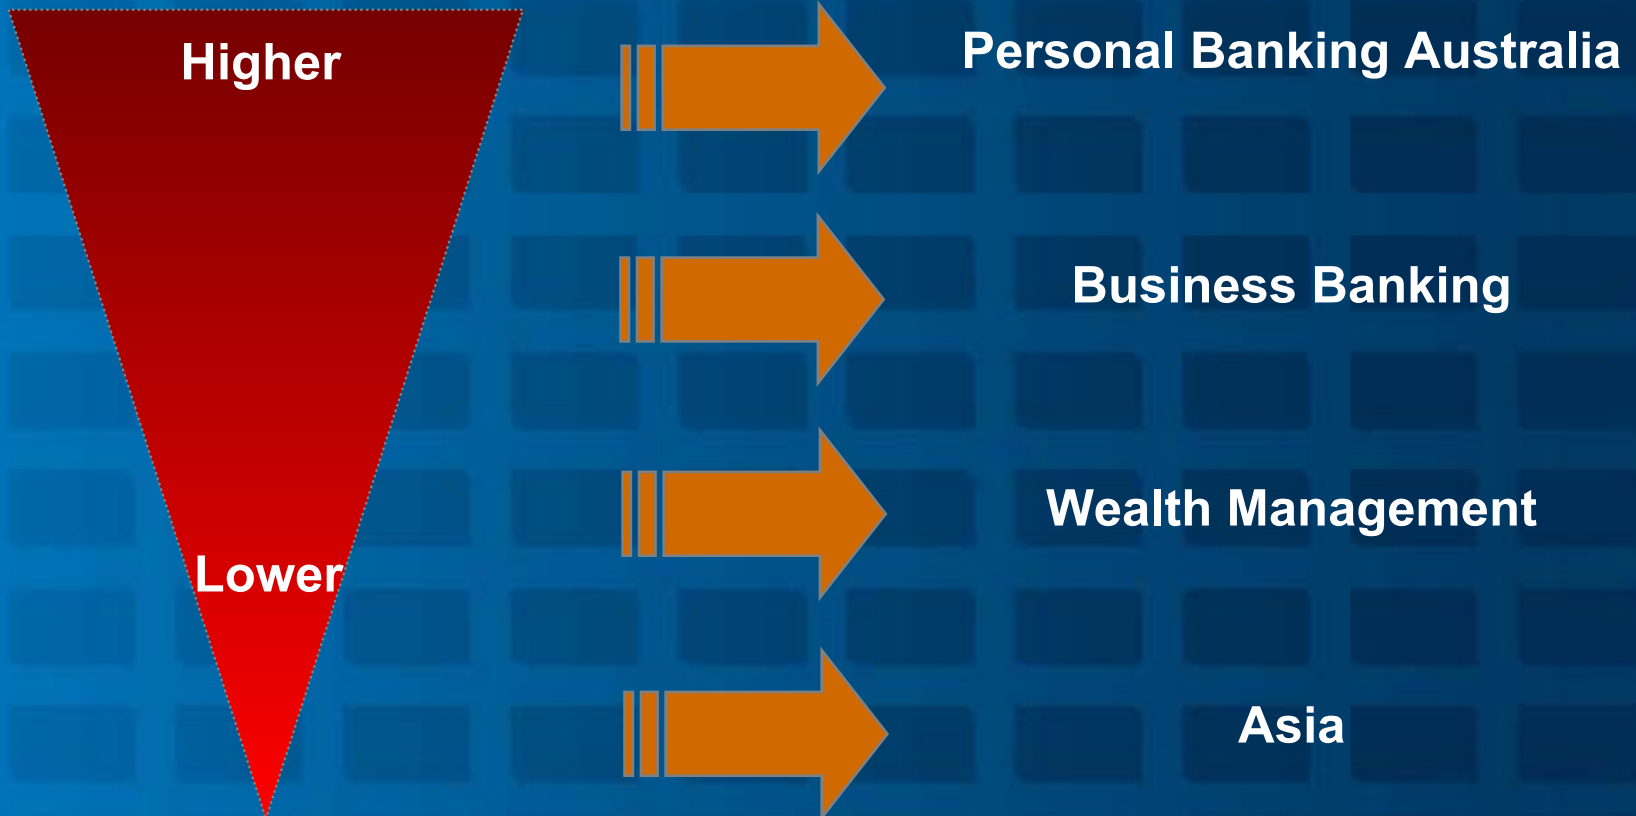 Higher
Personal Banking Australia
Business Banking
Wealth Management
Lower
Asia